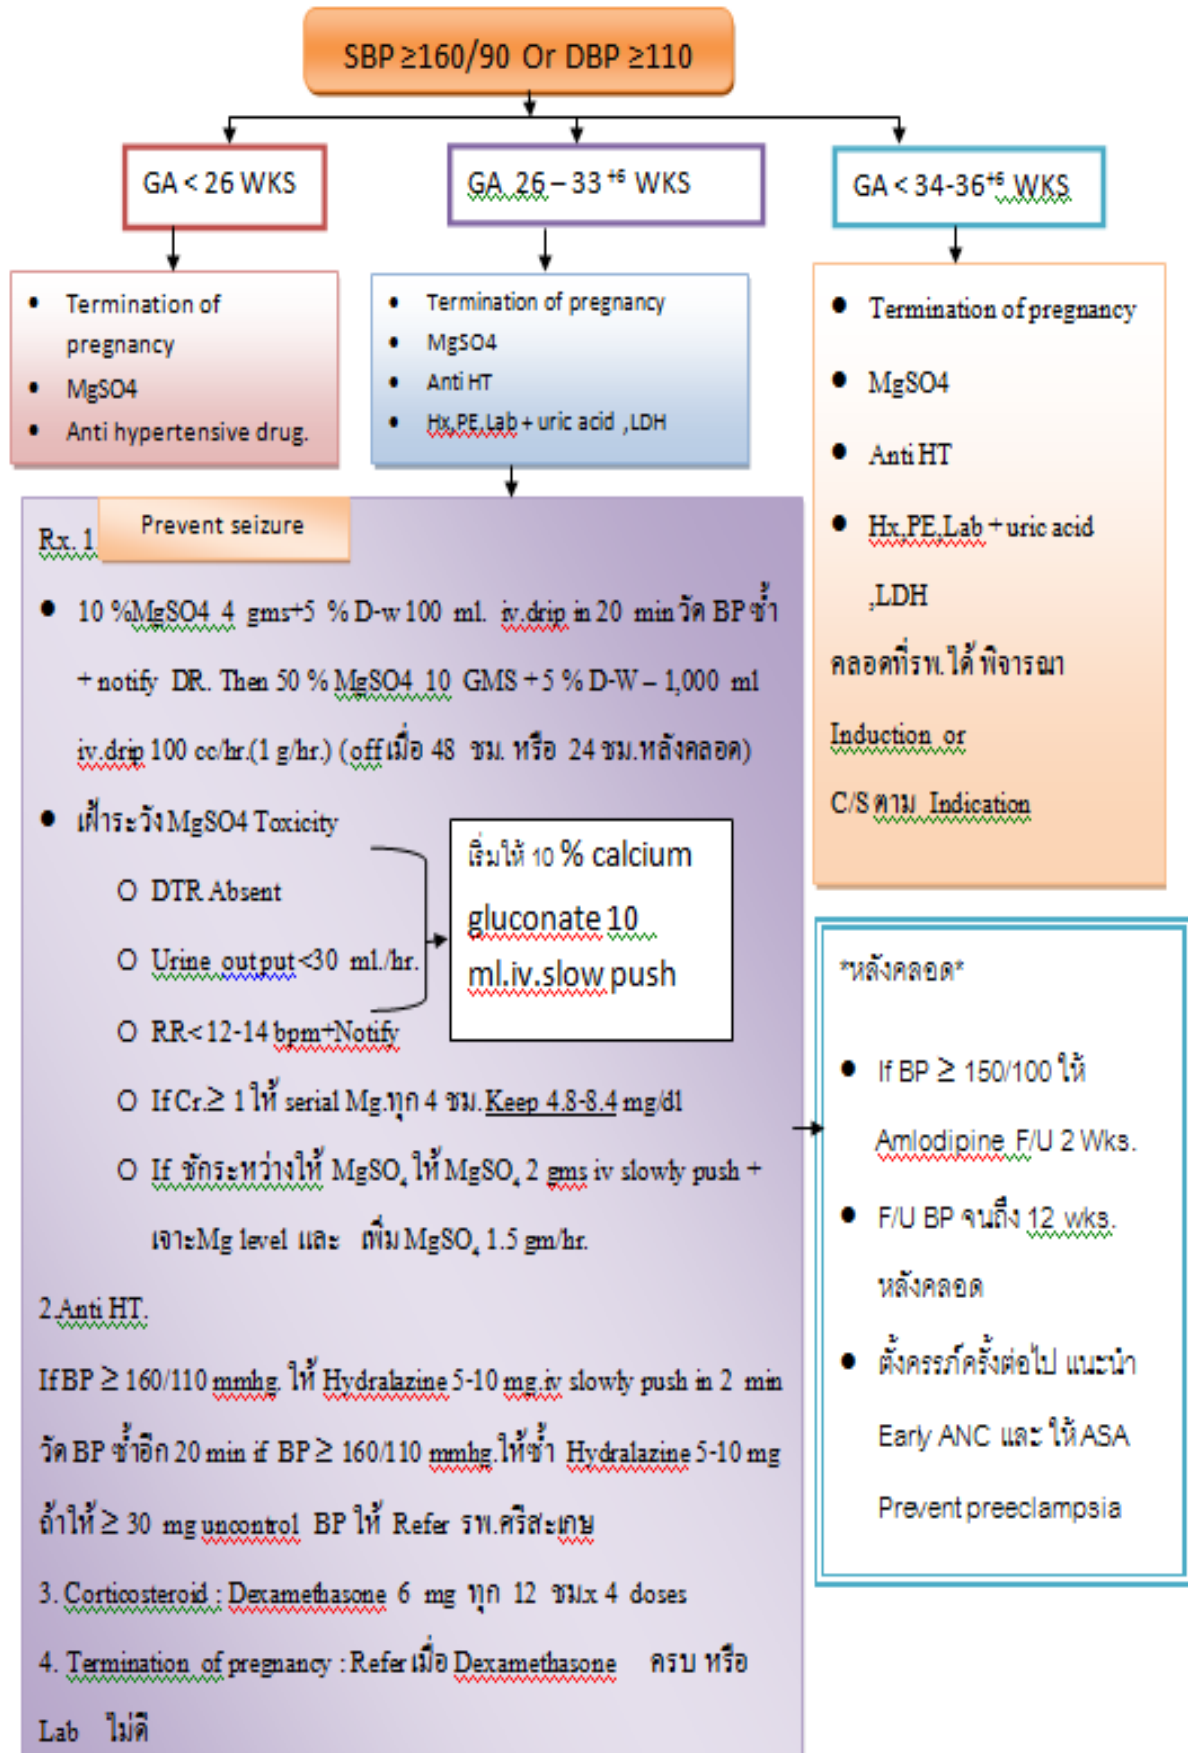 SBP ≥160/90 Or DBP ≥110
GA < 26 WKS
GA 26 – 33 +6 WKS
GA < 34-36+6 WKS
• Termination of
pregnancy
• MgSO4
• Anti hypertensive drug.
• Termination of pregnancy
• MgSO4
• Anti HT
• Hx,PE,Lab + uric acid ,LDH
● Termination of pregnancy
● MgSO4
● Anti HT
● Hx,PE,Lab + uric acid
,LDH
คลอดที่รพ.ได้ พิจารณา
Induction or
C/S ตาม Indication
Prevent seizure
Rx. 1
● 10 %MgSO4 4 gms+5 % D-w 100 ml. iv.drip in 20 min วัด BP ซ้ำ
+ notify DR. Then 50 % MgSO4 10 GMS +5 % D-W – 1,000 ml
iv.drip 100 cc/hr.(1 g/hr.) (off เมื่อ 48 ชม. หรือ 24 ชม.หลังคลอด)
● เฝ้าระวัง MgSO4 Toxicity
O DTR Absent
O Urine out put <30 ml./hr.
O RR< 12-14 bpm+Notify
O If Cr.≥ 1 ให้ serial Mg.ทุก 4 ชม. Keep 4.8-8.4 mg/dl
O If ชักระหว่างให้ MgSO4 ให้ MgSO4 2 gms iv slowly push +
เจาะMg level และ เพิ่ม MgSO4 1.5 gm/hr.
เริ่มให้ 10 % calcium
gluconate 10
ml.iv.slow push
2.Anti HT.
If BP ≥ 160/110 mmhg. ให้ Hydralazine 5-10 mg.iv slowly push in 2 min
วัด BP ซ้ำอีก 20 min if BP ≥ 160/110 mmhg.ให้ซ้ำ Hydralazine 5-10 mg
ถ้าให้ ≥ 30 mg uncontrol BP ให้ Refer รพ.ศรีสะเกษ
3. Corticosteroid : Dexamethasone 6 mg ทุก 12 ชม.x 4 doses
4. Termination of pregnancy : Refer เมื่อ Dexamethasone ครบ หรือ
Lab ไม่ดี
*หลังคลอด*
● If BP ≥ 150/100 ให้
Amlodipine F/U 2 Wks.
● F/U BP จนถึง 12 wks.
หลังคลอด
● ตั้งครรภ์ครั้งต่อไป แนะนำ
Early ANC และ ให้ ASA
Prevent preeclampsia